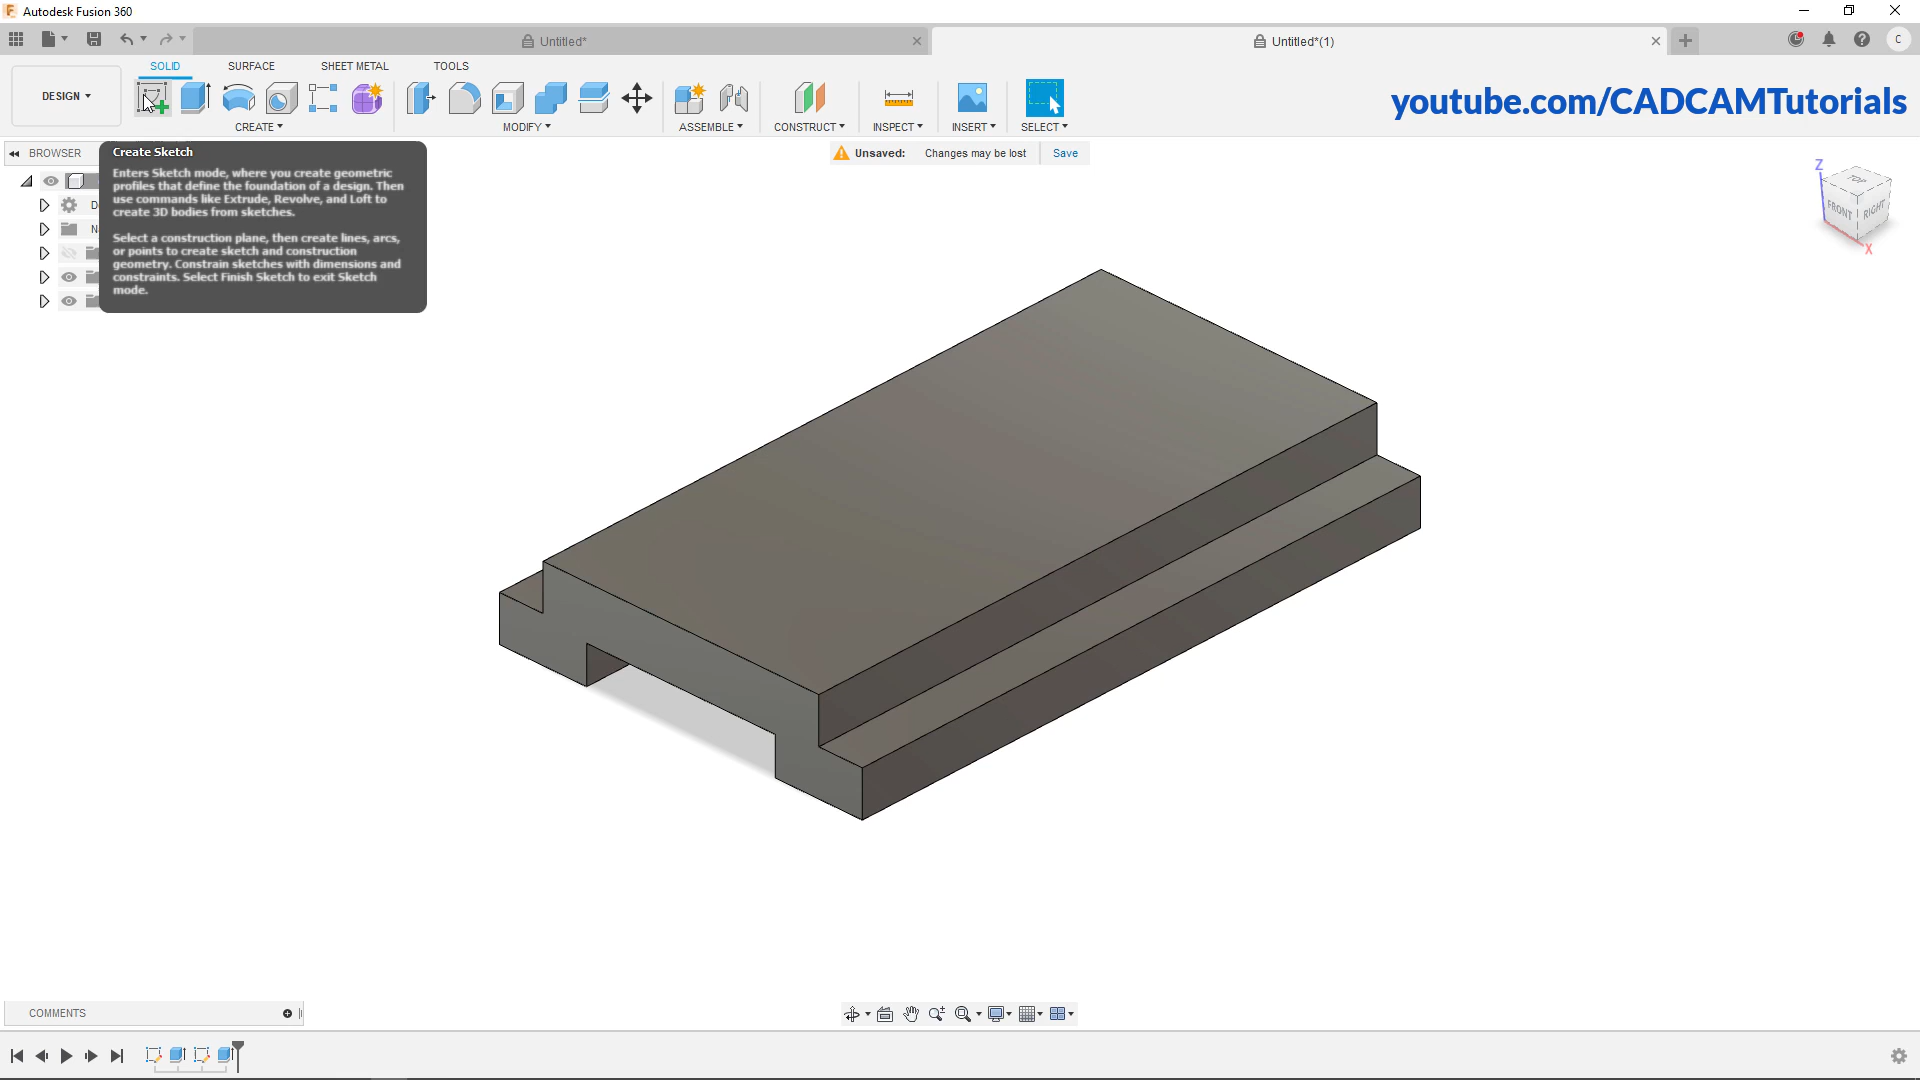 Autodesk Fusion 360
Untitled*
Untitled*(1)
C
SOLID
SURFACE
SHEET METAL
TOOLS
DESIGN
CREATE
MODIFY
ASSEMBLE
CONSTRUCT
INSPECT
INSERT
SELECT
youtube.com/CADCAMTutorials
BROWSER
Unsaved: Changes may be lost Save
Create Sketch
Enters Sketch mode, where you create geometric
profiles that define the foundation of a design. Then
use commands like Extrude, Revolve, and Loft to
create 3D bodies from sketches.
Select a construction plane, then create lines, arcs,
or points to create sketch and construction
geometry. Constrain sketches with dimensions and
constraints. Select Finish Sketch to exit Sketch
mode.
D
N
Z
TOP
FRONT
RIGHT
X
COMMENTS